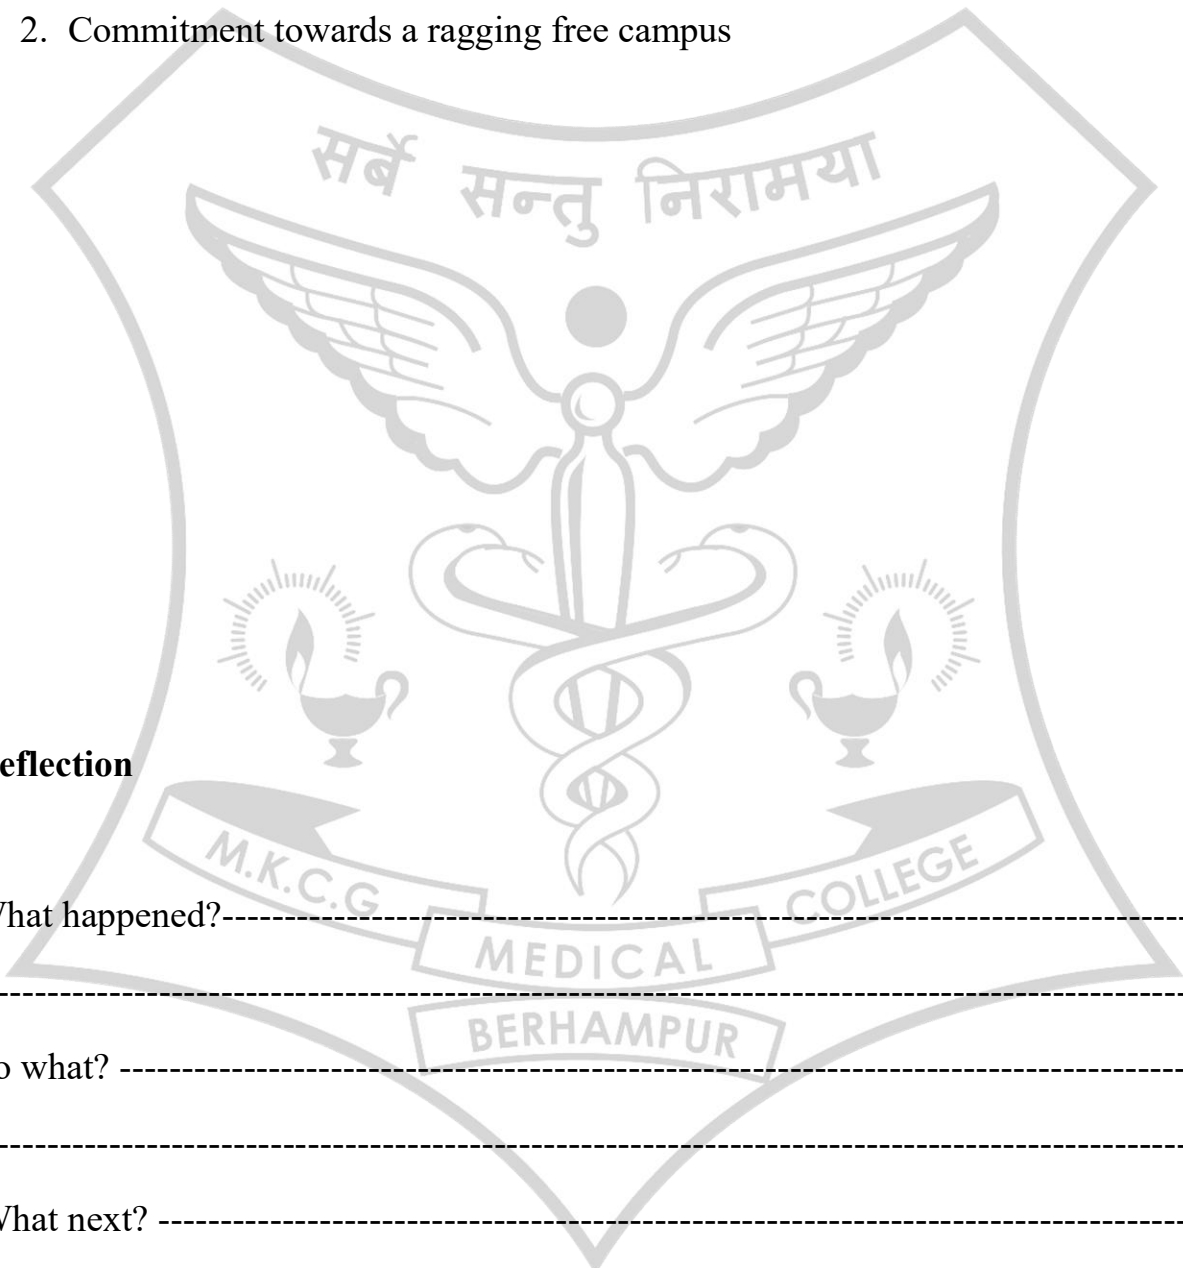 2. Commitment towards a ragging free campus
सर्बे सन्तु निरामया
eflection
M.K.C.G
COLLEGE
hat happened?------------------------------------------------------------------------------
MEDICAL
------------------------------------------------------------------------------------------------
BERHAMPUR
o what? --------------------------------------------------------------------------------------
------------------------------------------------------------------------------------------------
hat next? -----------------------------------------------------------------------------------